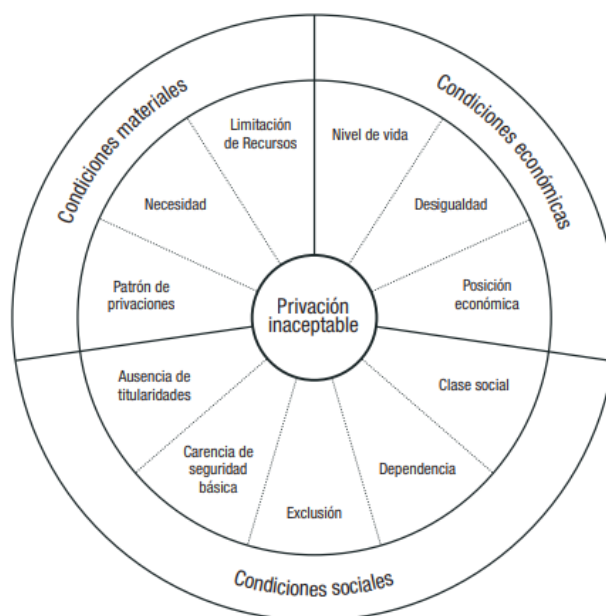 Condiciones materiales
Condiciones económicas
Limitación
de Recursos
Nivel de vida
Necesidad
Desigualdad
Patrón de
privaciones
Privación
inaceptable
Posición
económica
Ausencia de
titularidades
Clase social
Carencia de
seguridad
básica
Dependencia
Exclusión
Condiciones sociales